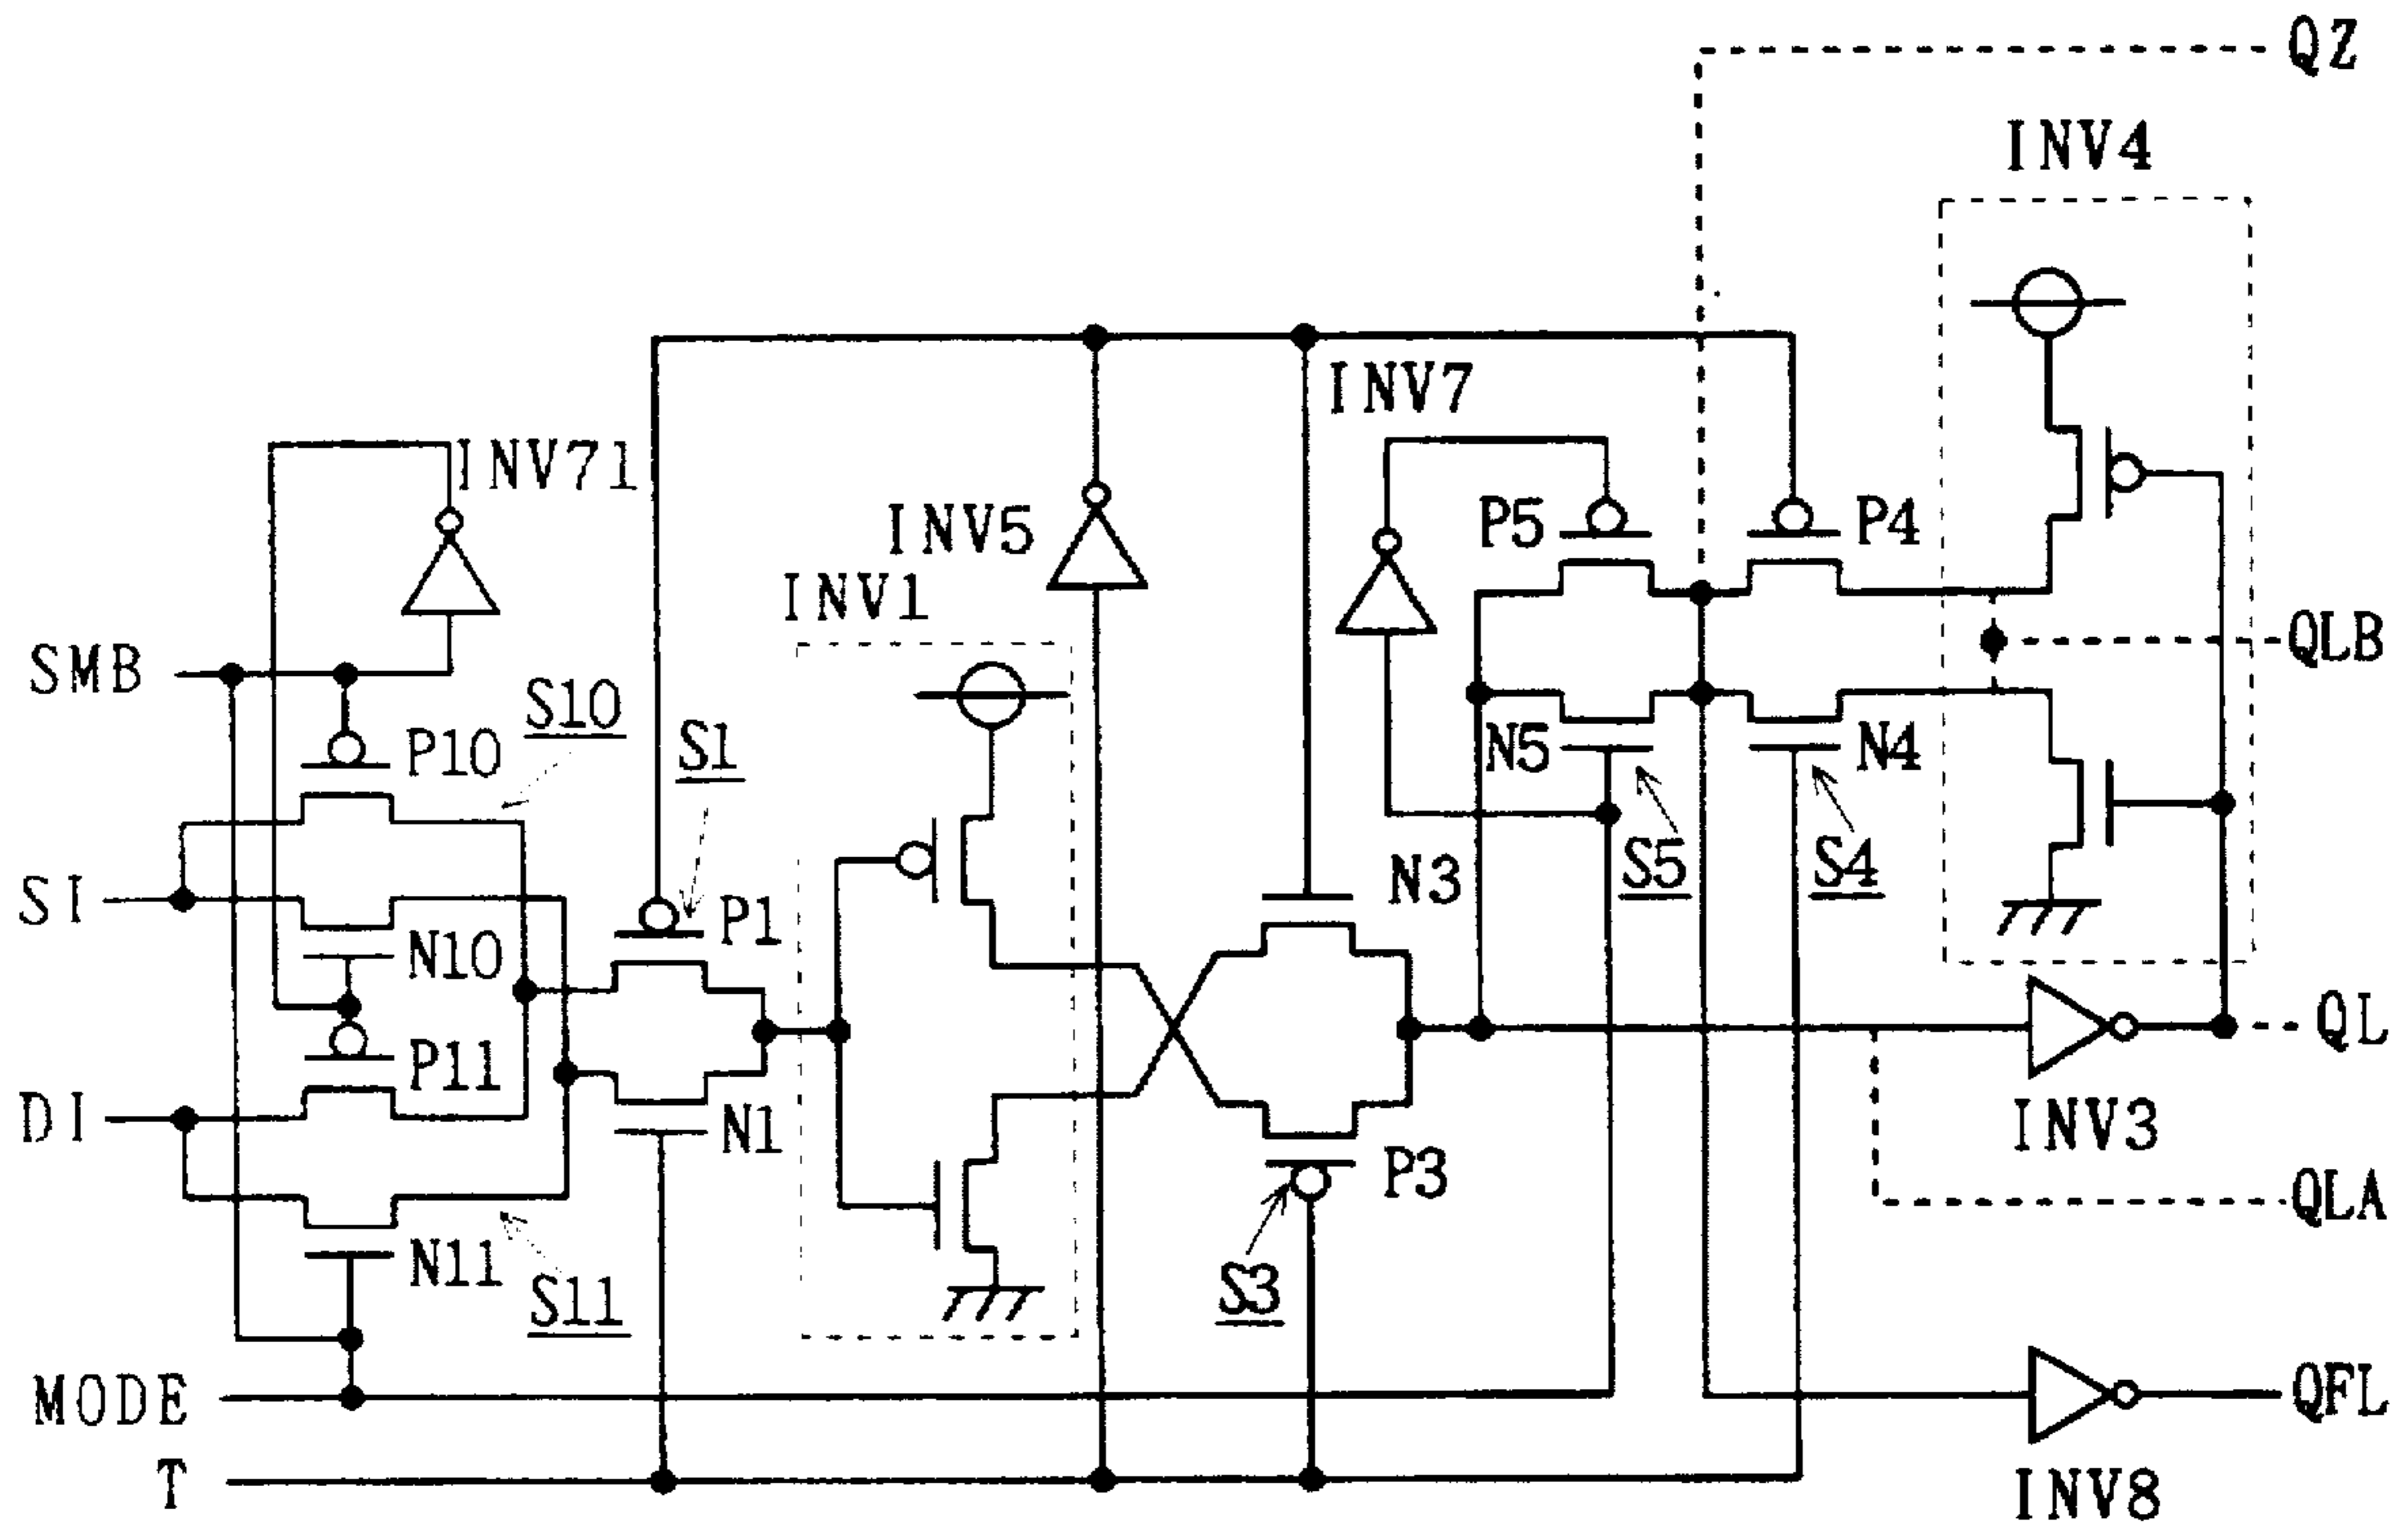 QZ
INV4
INV7
INV71
INV5
P5
P4
INV1
QLB
SMB
S10
P10
S1
N5
N4
S5
S4
SI
N3
P1
N10
QL
P11
DI
N1
INV3
P3
QLA
N11
S11
S3
MODE
QFL
T
INV8